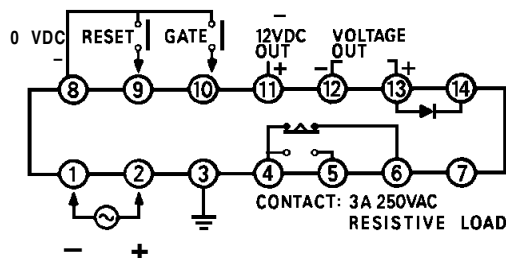 0 VDC RESET GATE 12VDC OUT VOLTAGE OUT
− − + − +
8 9 10 11 12 13 14
1 2 3 4 5 6 7
CONTACT: 3A 250VAC
RESISTIVE LOAD
− +